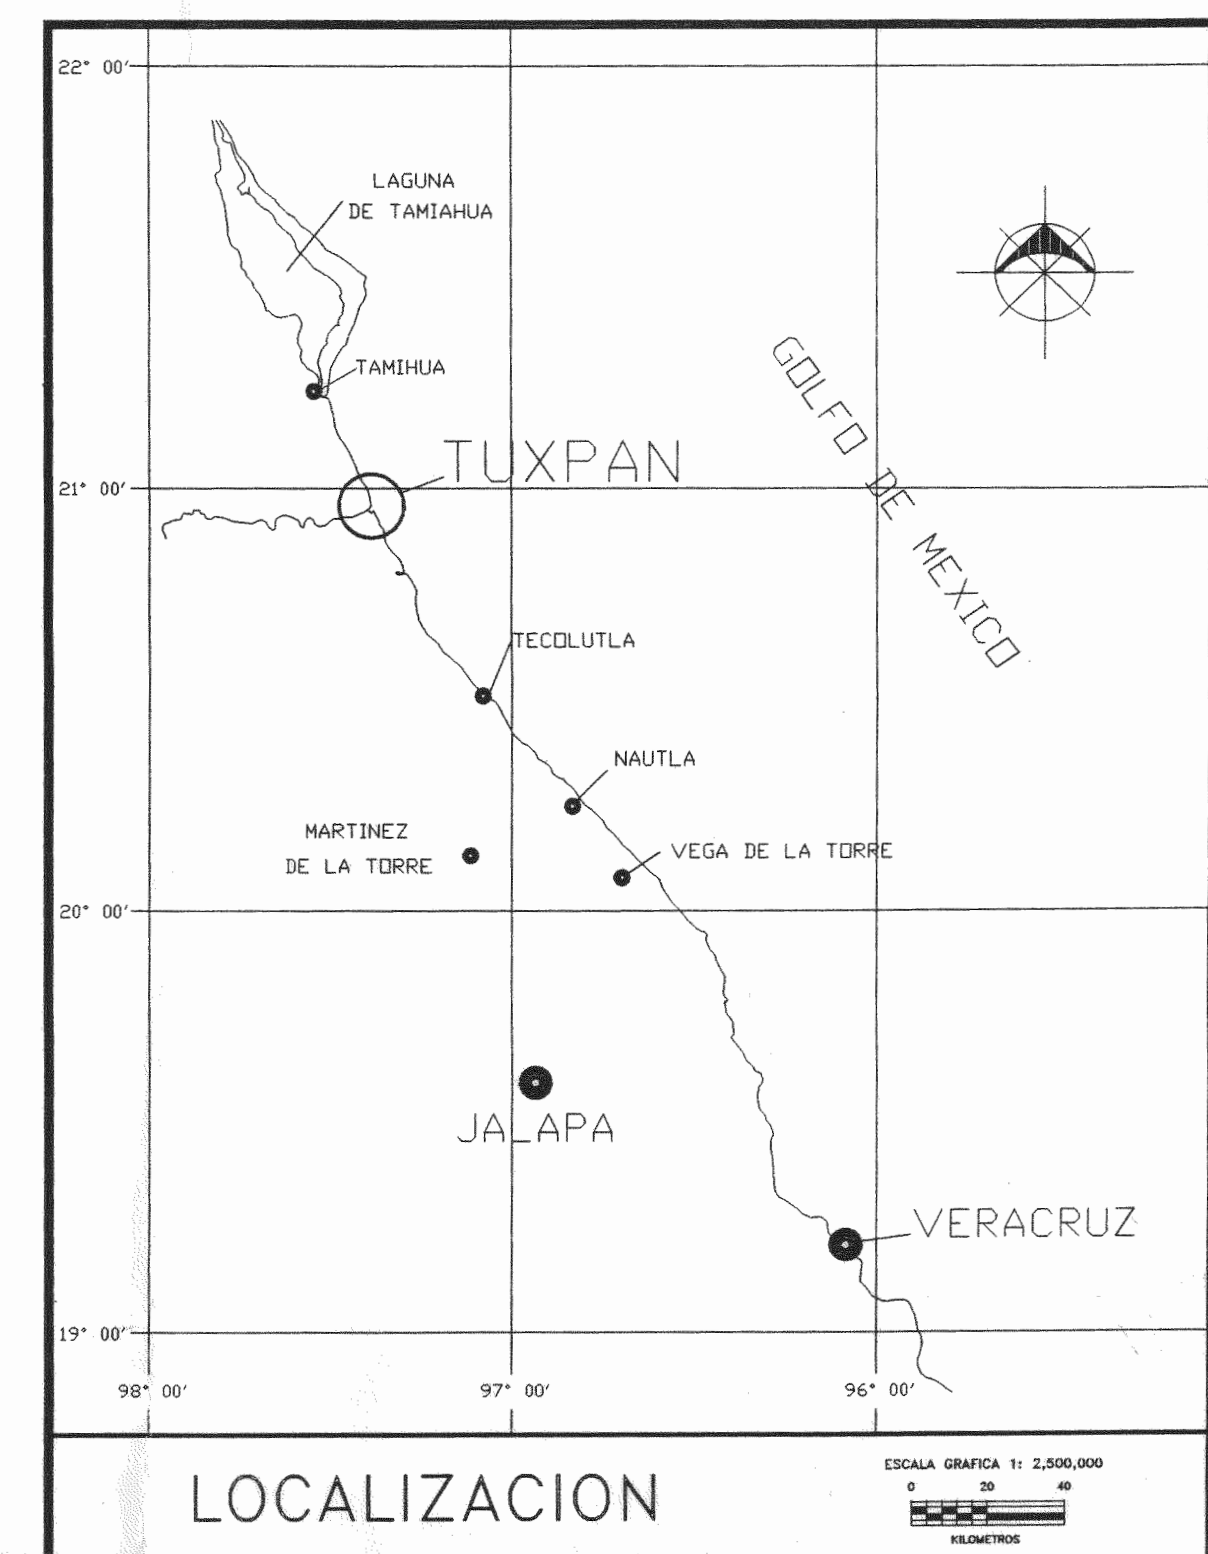 22° 00'
LAGUNA
DE TAMIAHUA
TAMIHUA
TUXPAN
21° 00'
GOLFO DE MEXICO
TECOLUTLA
NAUTLA
MARTINEZ
DE LA TORRE
VEGA DE LA TORRE
20° 00'
JALAPA
VERACRUZ
19° 00'
98° 00'
97° 00'
96° 00'
LOCALIZACION
ESCALA GRAFICA 1: 2,500,000
0 20 40
KILOMETROS